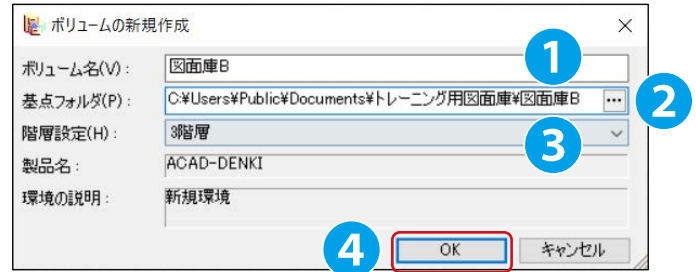 ボリュームの新規作成
ボリューム名(V): 図面庫B 1
基点フォルダ(P): C:¥Users¥Public¥Documents¥トレーニング用図面庫¥図面庫B ... 2
階層設定(H): 3階層 3
製品名: ACAD-DENKI
環境の説明: 新規環境
4 OK キャンセル